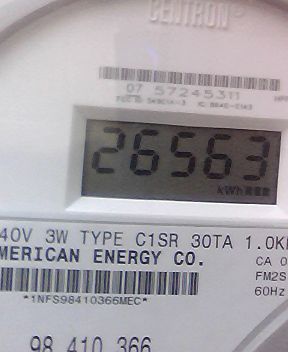 CENTRON®
07 57245311
26563
kWh
40V 3W TYPE C1SR 30TA 1.0K
MERICAN ENERGY CO.
CA 0
FM2S
60Hz
*1NFS98410366MEC*
98 410 366